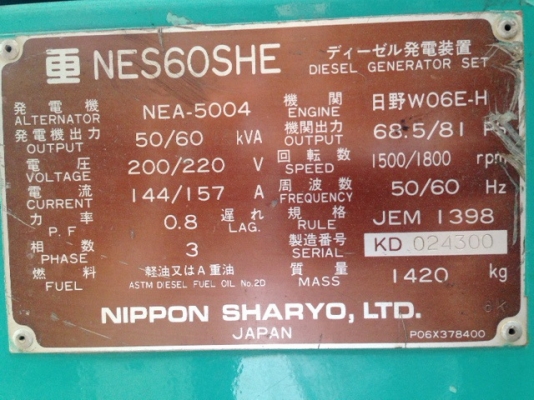 重 NES60SHE ディーゼル発電装置
DIESEL GENERATOR SET
発電機 NEA-5004
ALTERNATOR
発電機出力 50/60 kVA
OUTPUT
電圧 200/220 V
VOLTAGE
電流 144/157 A
CURRENT
力率 0.8 遅れ
P.F LAG.
相数 3
PHASE
燃料 軽油又はA重油
FUEL ASTM DIESEL FUEL OIL No.2D
機関 日野W06E-H
ENGINE
機関出力 68.5/81
OUTPUT
回転数 1500/1800 rpm
SPEED
周波数 50/60 Hz
FREQUENCY
規格 JEM 1398
RULE
製造番号 KD 024300
SERIAL
質量 1420 kg
MASS
NIPPON SHARYO, LTD.
JAPAN
P06X378400